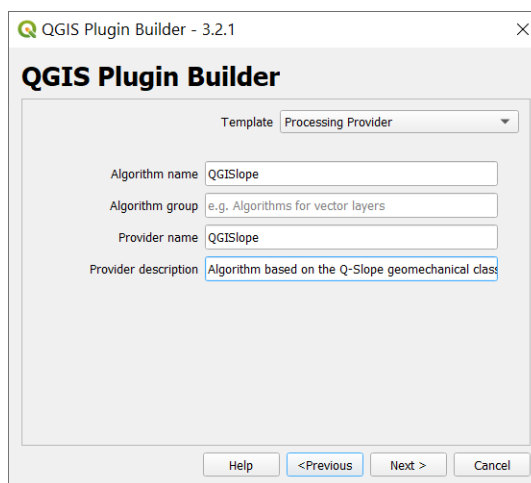 QGIS Plugin Builder - 3.2.1
QGIS Plugin Builder
Template Processing Provider
Algorithm name QGISlope
Algorithm group e.g. Algorithms for vector layers
Provider name QGISlope
Provider description Algorithm based on the Q-Slope geomechanical clas
Help <Previous Next > Cancel